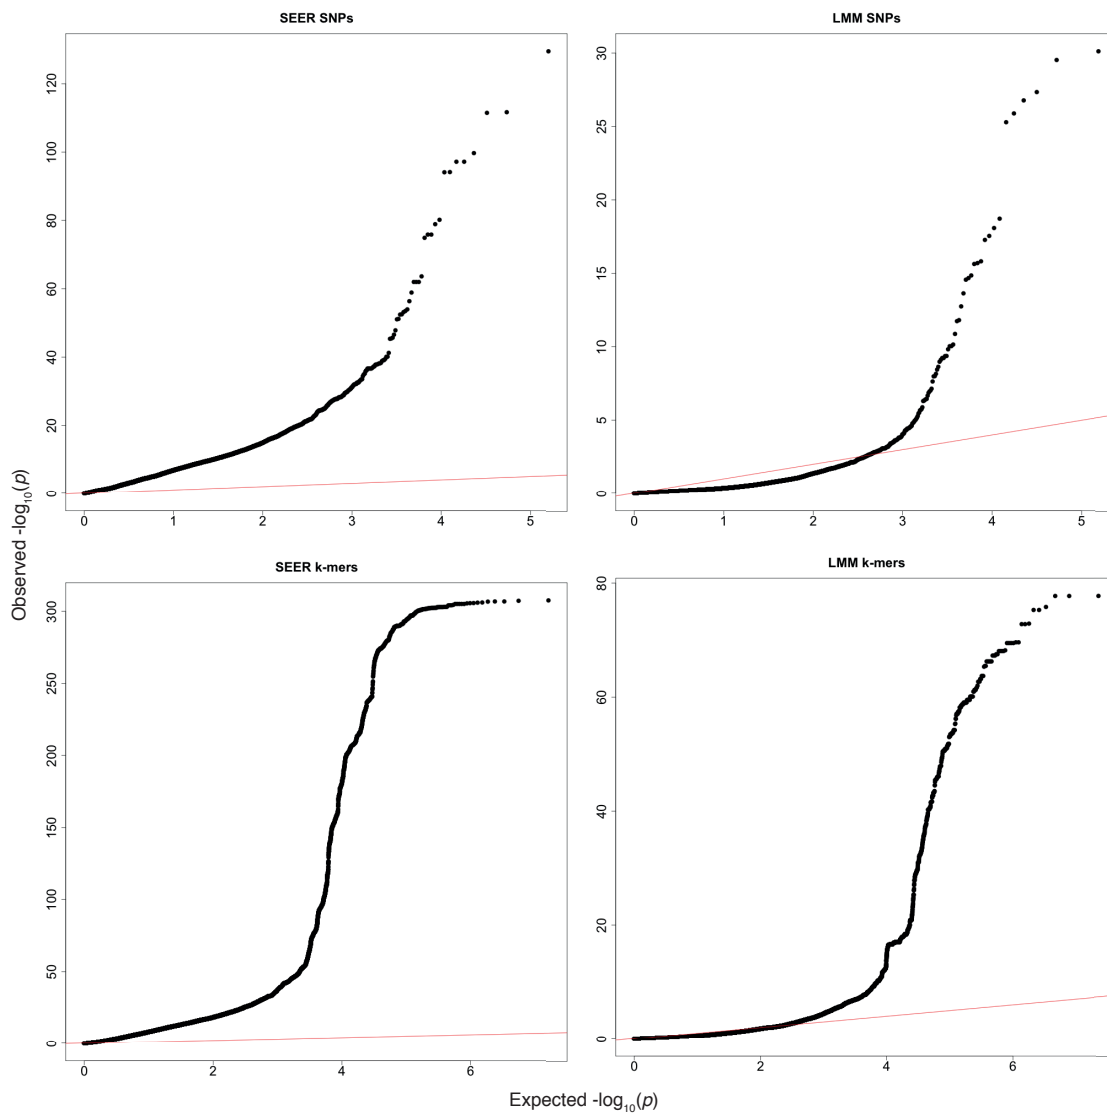 SEER SNPs
LMM SNPs
0 20 40 60 80 100 120
0 1 2 3 4 5
0 5 10 15 20 25 30
0 1 2 3 4 5
Observed -log10(p)
SEER k-mers
LMM k-mers
0 50 100 150 200 250 300
0 2 4 6
0 20 40 60 80
0 2 4 6
Expected -log10(p)